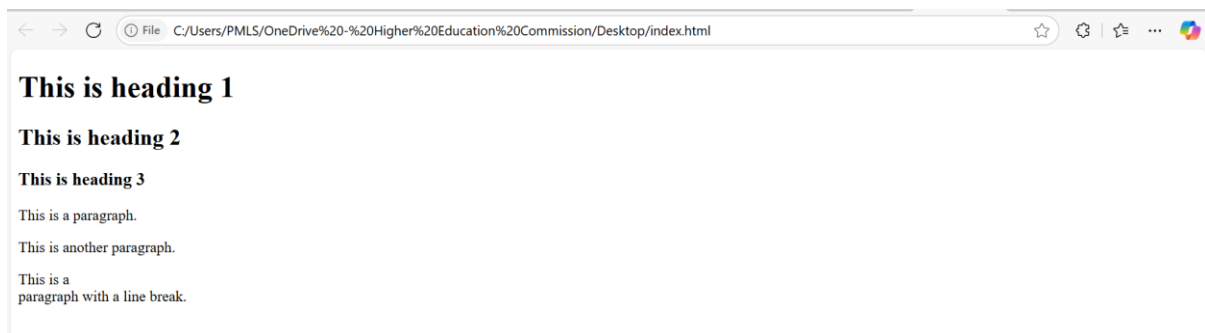 File C:/Users/PMLS/OneDrive%20-%20Higher%20Education%20Commission/Desktop/index.html
This is heading 1
This is heading 2
This is heading 3
This is a paragraph.
This is another paragraph.
This is a
paragraph with a line break.